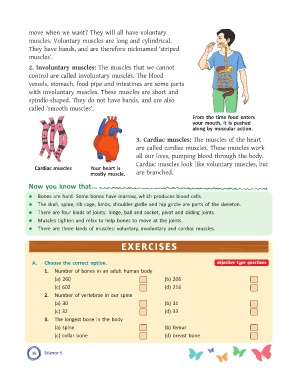 move when we want? They will all have voluntary
muscles. Voluntary muscles are long and cylindrical.
They have bands, and are therefore nicknamed 'striped
muscles'.
2. Involuntary muscles: The muscles that we cannot
control are called involuntary muscles. The blood
vessels, stomach, food pipe and intestines are some parts
with involuntary muscles. These muscles are short and
spindle-shaped. They do not have bands, and are also
called 'smooth muscles'.
From the time food enters
your mouth, it is pushed
along by muscular action.
3. Cardiac muscles: The muscles of the heart
are called cardiac muscles. These muscles work
all our lives, pumping blood through the body.
Cardiac muscles look like voluntary muscles, but
are branched.
Cardiac muscles
Your heart is
mostly muscle.
Now you know that...
Bones are hard. Some bones have marrow, which produces blood cells.
The skull, spine, rib cage, limbs, shoulder girdle and hip girdle are parts of the skeleton.
There are four kinds of joints: hinge, ball and socket, pivot and gliding joints.
Muscles tighten and relax to help bones to move at the joints.
There are three kinds of muscles: voluntary, involuntary and cardiac muscles.
EXERCISES
A. Choose the correct option.
Objective type questions
1. Number of bones in an adult human body
(a) 260 (b) 206
(c) 602 (d) 216
2. Number of vertebrae in our spine
(a) 30 (b) 31
(c) 32 (d) 33
3. The longest bone in the body
(a) spine (b) femur
(c) collar bone (d) breast bone
Science-5